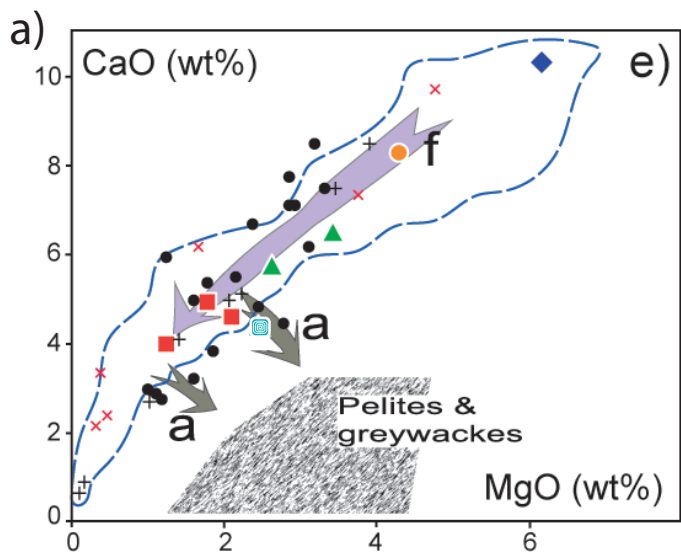 a)
CaO (wt%)
e)
10
f
8
6
a
4
Pelites &
greywackes
a
2
MgO (wt%)
0
0
2
4
6